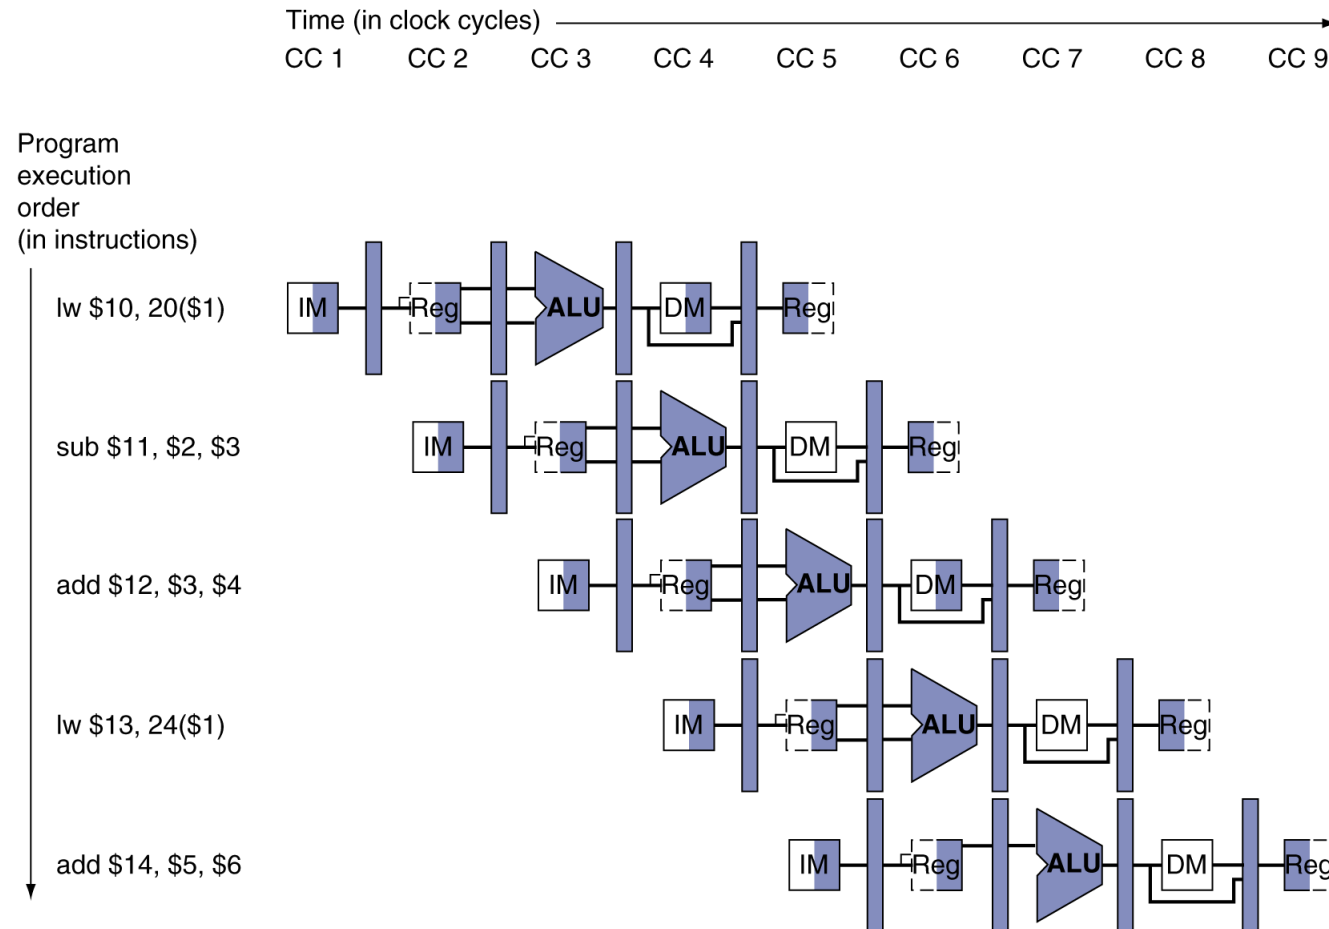 Time (in clock cycles)
CC 1 CC 2 CC 3 CC 4 CC 5 CC 6 CC 7 CC 8 CC 9
Program
execution
order
(in instructions)
lw $10, 20($1) IM Reg ALU DM Reg
sub $11, $2, $3 IM Reg ALU DM Reg
add $12, $3, $4 IM Reg ALU DM Reg
lw $13, 24($1) IM Reg ALU DM Reg
add $14, $5, $6 IM Reg ALU DM Reg